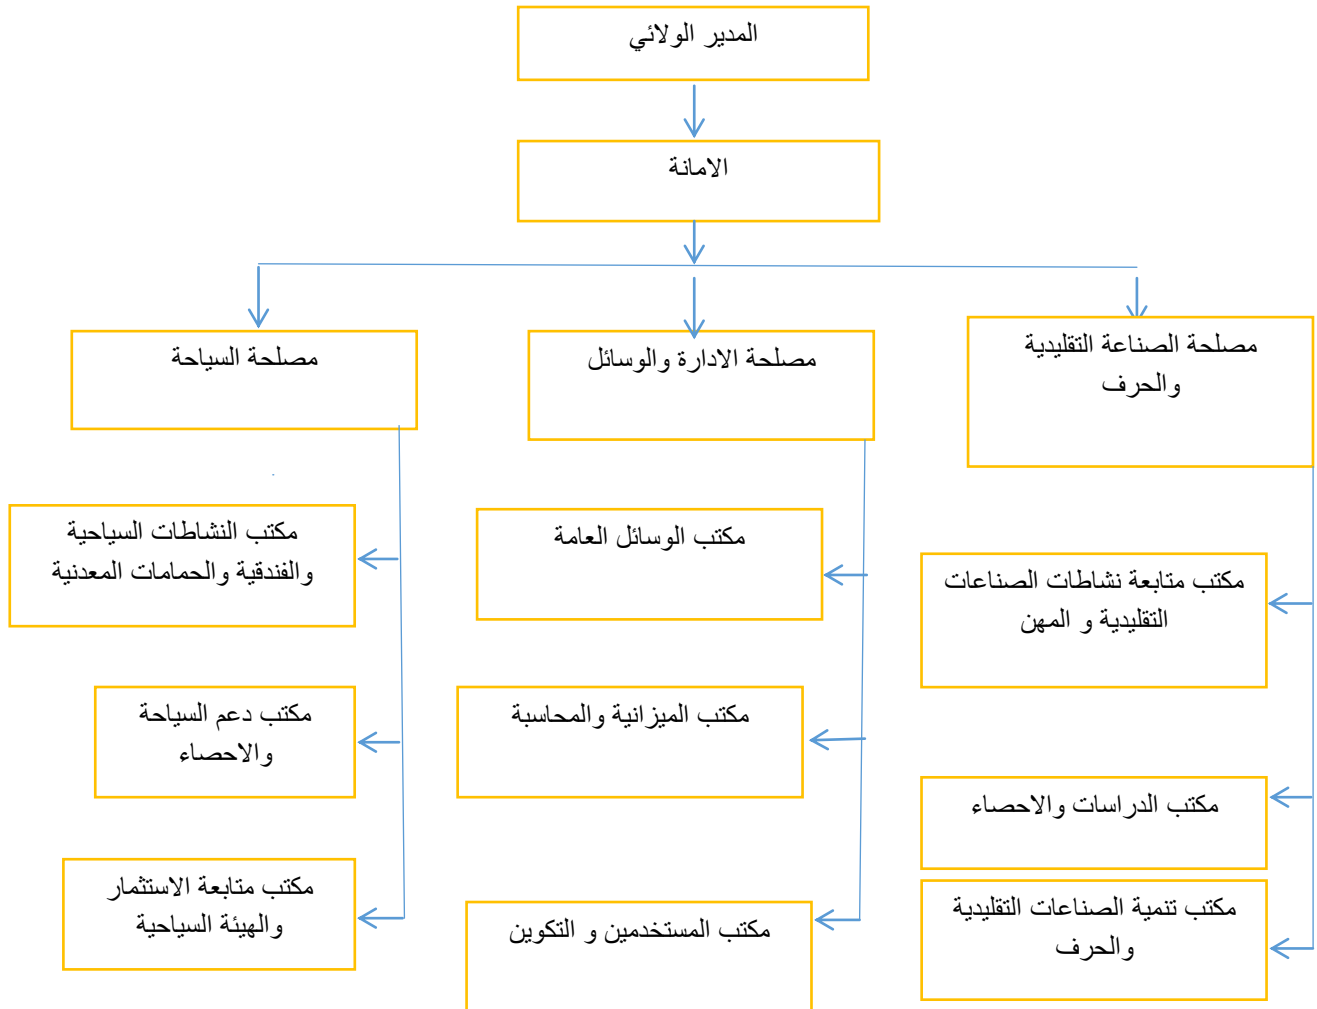 المدير الولائي
الامانة
مصلحة الصناعة التقليدية
والحرف
مصلحة الادارة والوسائل
مصلحة السياحة
مكتب متابعة نشاطات الصناعات
التقليدية و المهن
مكتب الدراسات والاحصاء
مكتب تنمية الصناعات التقليدية
والحرف
مكتب الوسائل العامة
مكتب الميزانية والمحاسبة
مكتب المستخدمين و التكوين
مكتب النشاطات السياحية
والفندقية والحمامات المعدنية
مكتب دعم السياحة
والاحصاء
مكتب متابعة الاستثمار
والهيئة السياحية